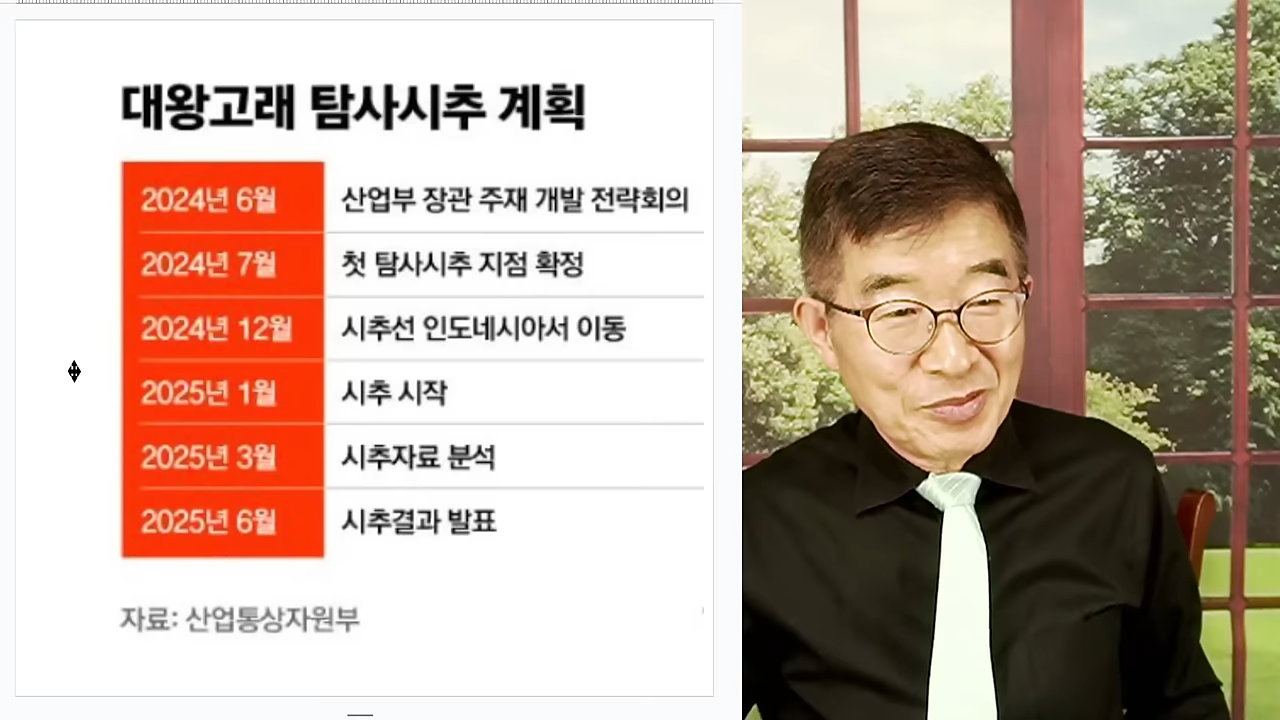 대왕고래 탐사시추 계획
2024년 6월 산업부 장관 주재 개발 전략회의
2024년 7월 첫 탐사시추 지점 확정
2024년 12월 시추선 인도네시아서 이동
2025년 1월 시추 시작
2025년 3월 시추자료 분석
2025년 6월 시추결과 발표
자료: 산업통상자원부